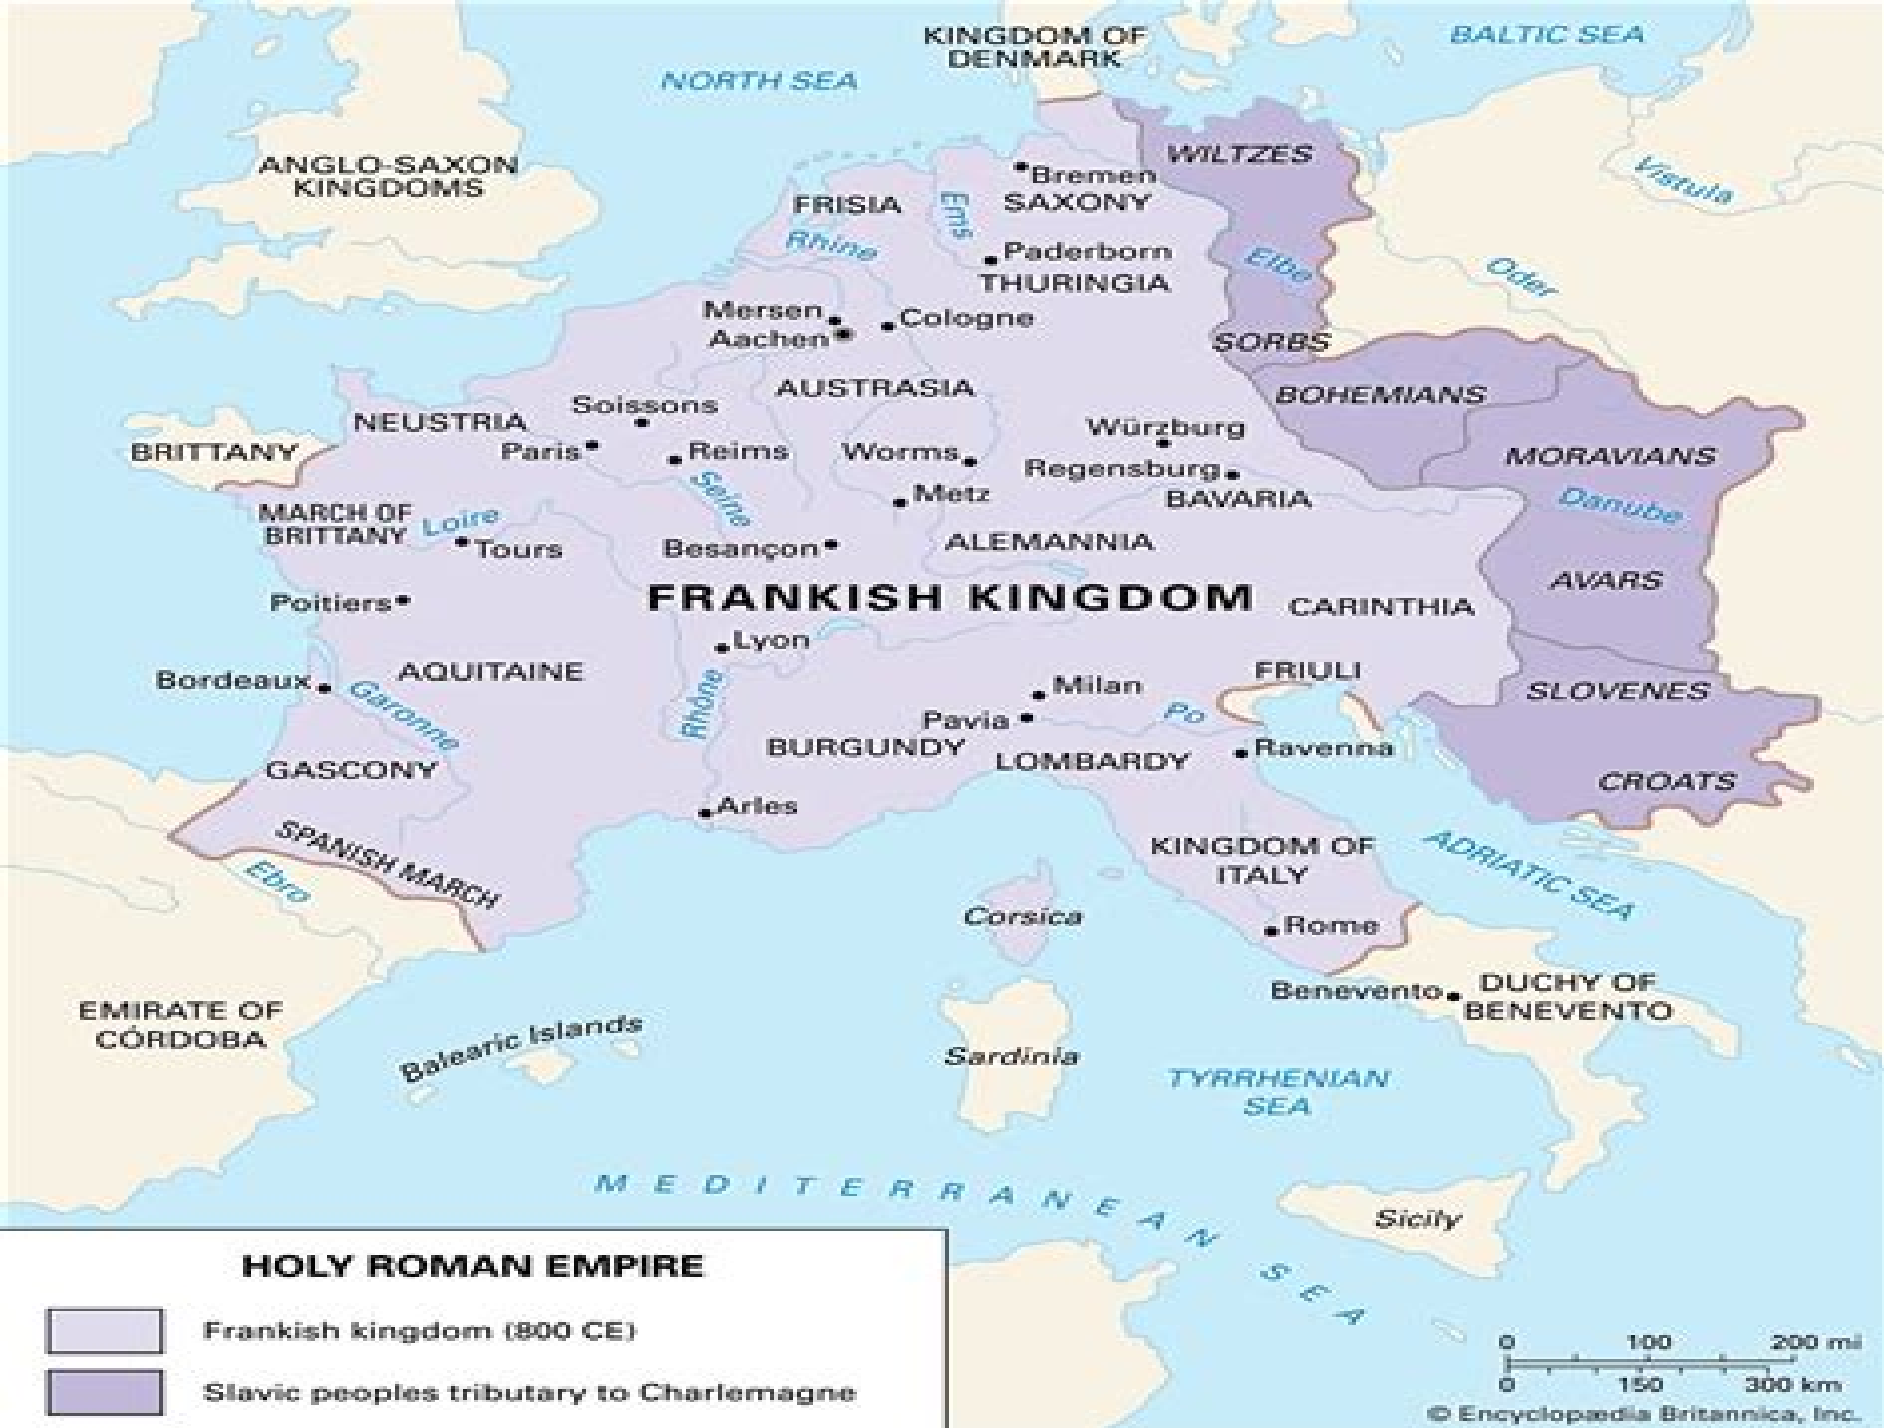 KINGDOM OF
DENMARK
BALTIC SEA
NORTH SEA
ANGLO-SAXON
KINGDOMS
WILTZES
Bremen
SAXONY
FRISIA
Ems
Rhine
Vistula
Paderborn
THURINGIA
Elbe
Oder
Mersen
Aachen
Cologne
SORBS
AUSTRASIA
BOHEMIANS
Soissons
NEUSTRIA
Paris
Reims
Worms
Würzburg
BRITTANY
Regensburg
MORAVIANS
Metz
BAVARIA
Seine
Danube
MARCH OF
BRITTANY
Loire
Tours
Besançon
ALEMANNIA
AVARS
Poitiers
FRANKISH KINGDOM
CARINTHIA
Lyon
Bordeaux
AQUITAINE
Garonne
Rhône
Milan
FRIULI
SLOVENES
Pavia
Po
BURGUNDY
LOMBARDY
Ravenna
GASCONY
CROATS
Arles
SPANISH MARCH
Ebro
KINGDOM OF
ITALY
ADRIATIC SEA
Corsica
Rome
Benevento
DUCHY OF
BENEVENTO
EMIRATE OF
CÓRDOBA
Balearic Islands
Sardinia
TYRRHENIAN
SEA
MEDITERRANEAN SEA
Sicily
HOLY ROMAN EMPIRE
Frankish kingdom (800 CE)
Slavic peoples tributary to Charlemagne
0 100 200 mi
0 150 300 km
© Encyclopædia Britannica, Inc.